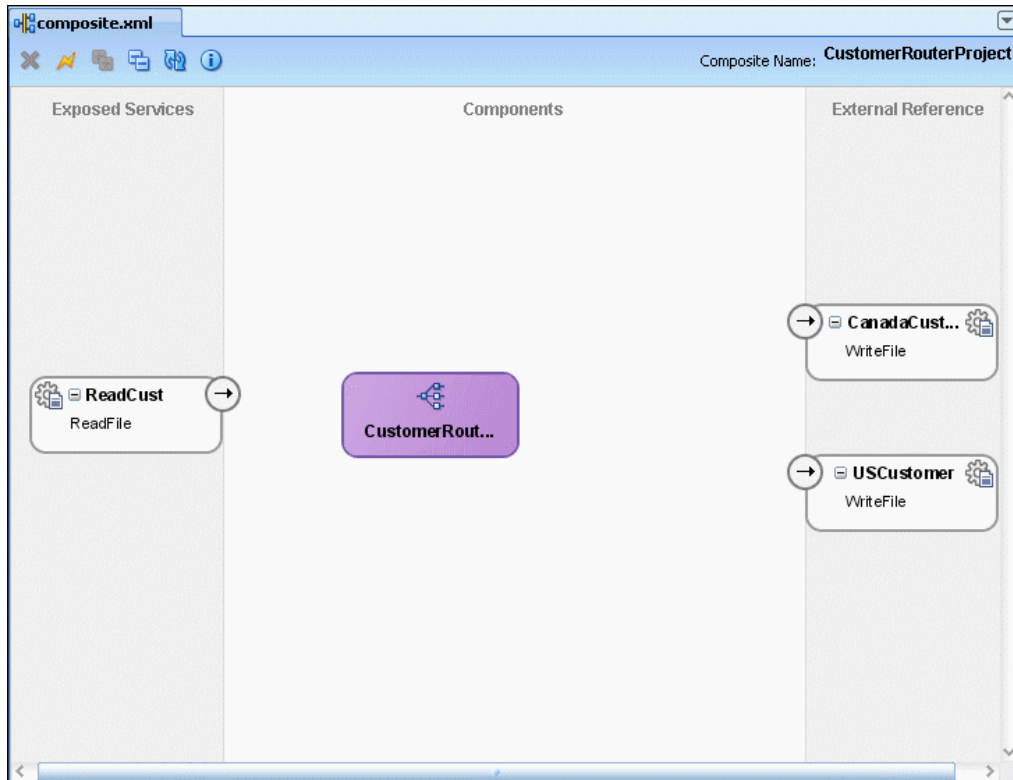 composite.xml
Composite Name: CustomerRouterProject
Exposed Services
Components
External Reference
ReadCust
ReadFile
CustomerRout...
CanadaCust...
WriteFile
USCustomer
WriteFile